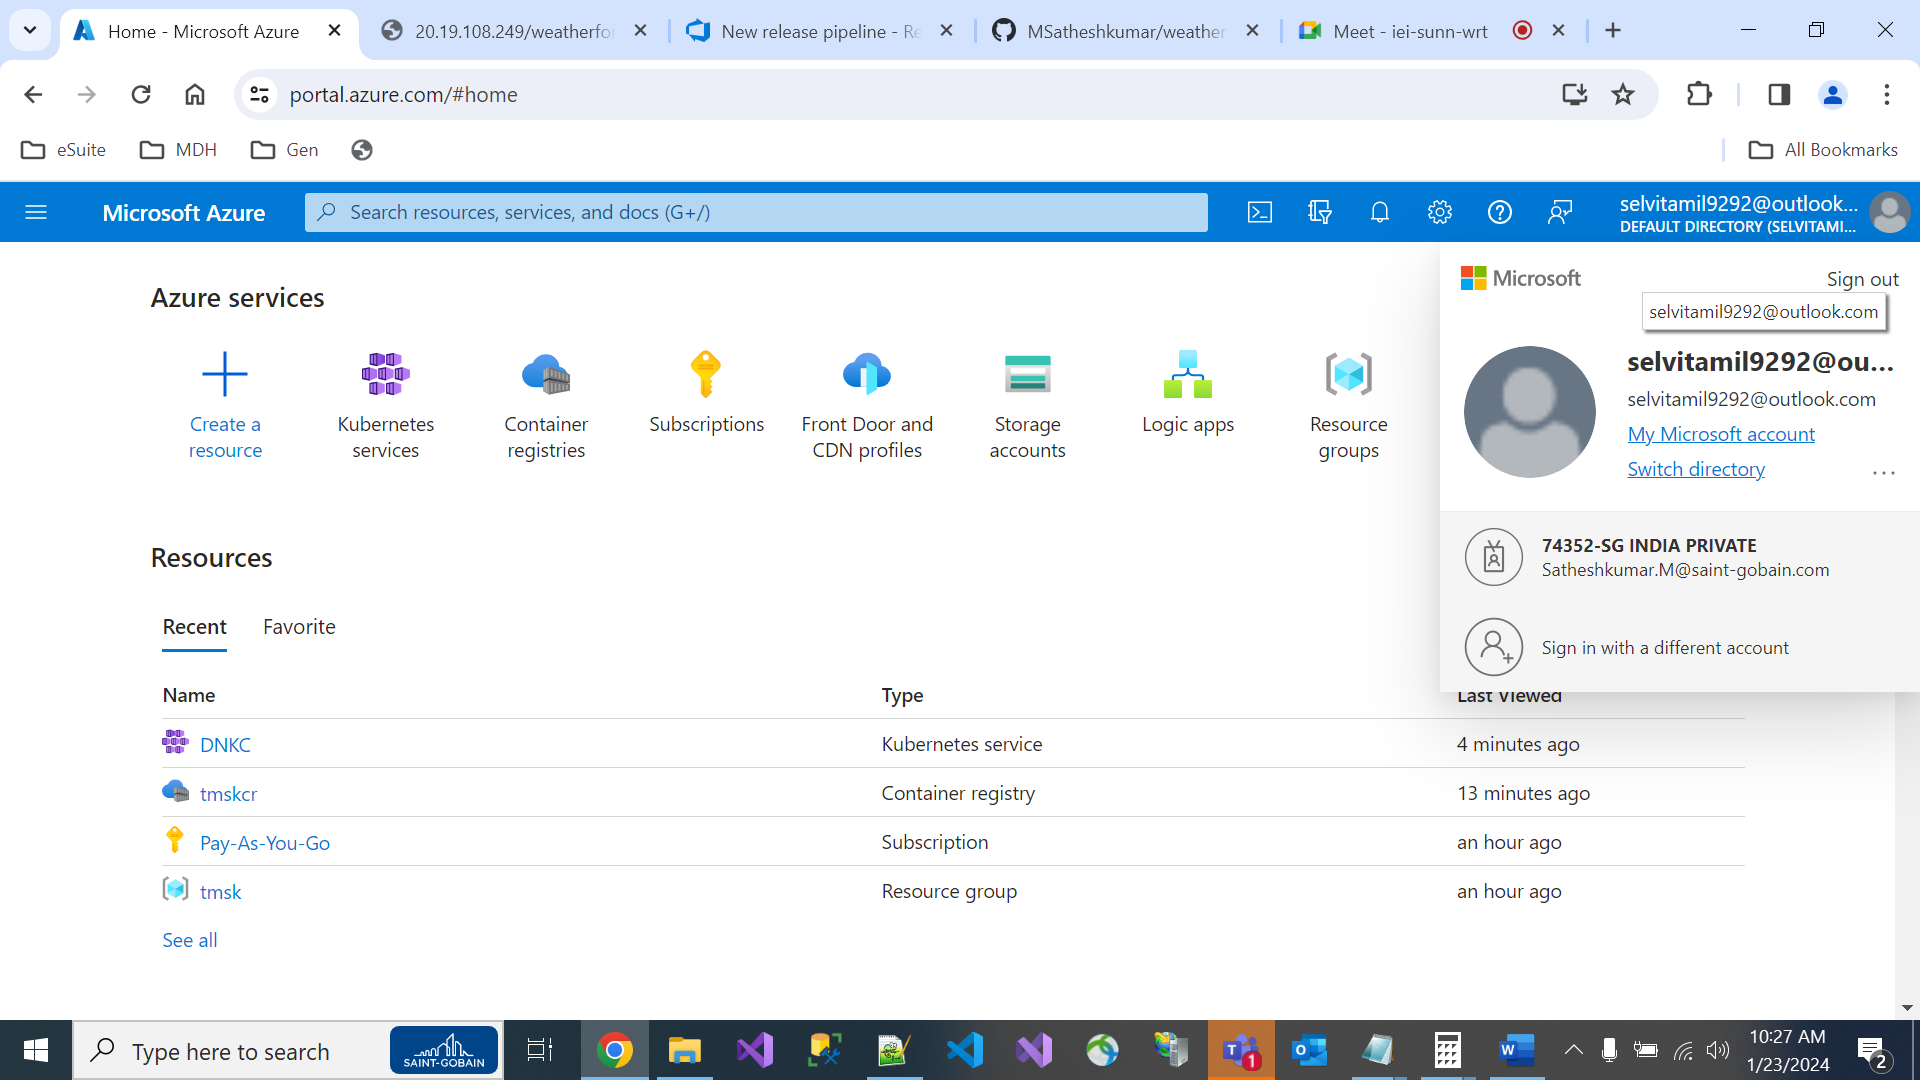 Home - Microsoft Azure
20.19.108.249/weatherfo
New release pipeline - Re
MSatheshkumar/weather
Meet - iei-sunn-wrt
portal.azure.com/#home
eSuite
MDH
Gen
All Bookmarks
Microsoft Azure
Search resources, services, and docs (G+/)
selvitamil9292@outlook...
DEFAULT DIRECTORY (SELVITAMI...
Microsoft
Sign out
selvitamil9292@outlook.com
selvitamil9292@ou...
selvitamil9292@outlook.com
My Microsoft account
Switch directory
...
74352-SG INDIA PRIVATE
Satheshkumar.M@saint-gobain.com
Sign in with a different account
Azure services
Create a
resource
Kubernetes
services
Container
registries
Subscriptions
Front Door and
CDN profiles
Storage
accounts
Logic apps
Resource
groups
Resources
Recent
Favorite
Name
Type
Last Viewed
DNKC
Kubernetes service
4 minutes ago
tmskcr
Container registry
13 minutes ago
Pay-As-You-Go
Subscription
an hour ago
tmsk
Resource group
an hour ago
See all
Type here to search
SAINT-GOBAIN
1
10:27 AM
1/23/2024
2